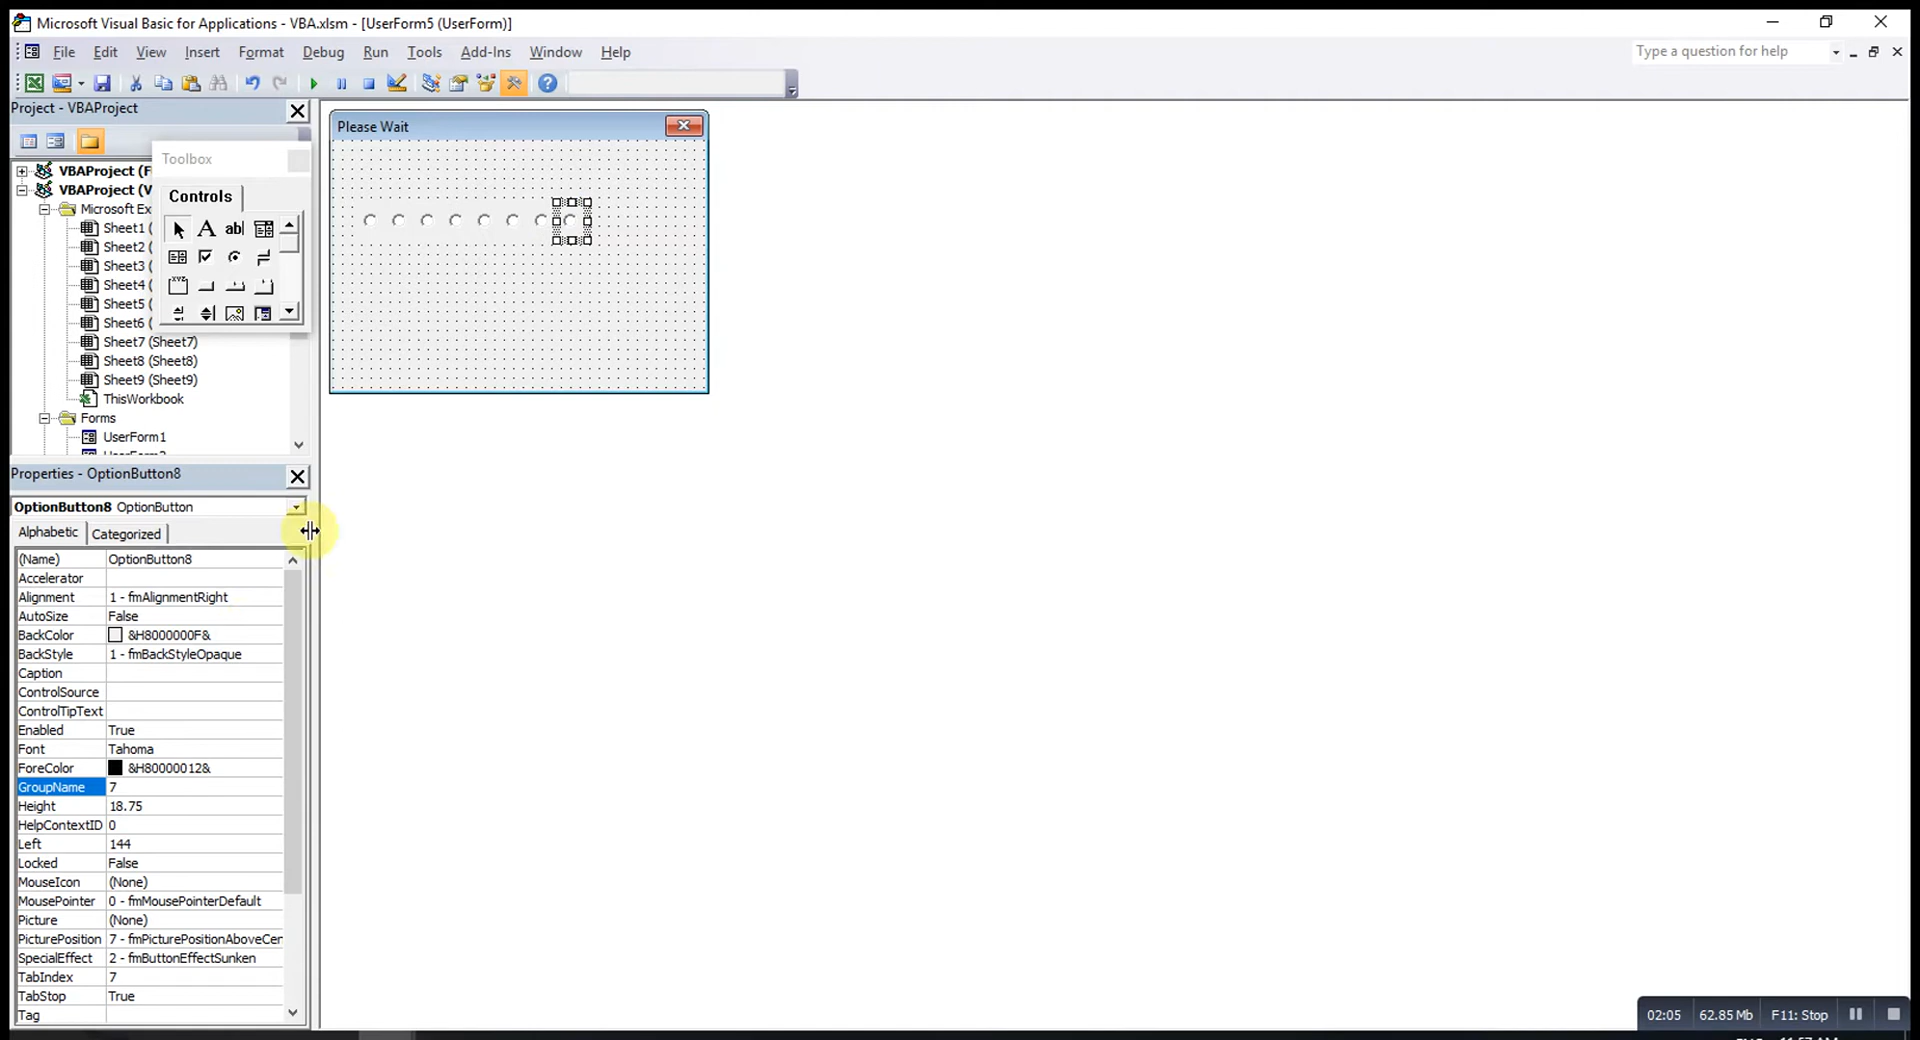 Microsoft Visual Basic for Applications - VBA.xlsm - [UserForm5 (UserForm)]
File Edit View Insert Format Debug Run Tools Add-Ins Window Help
Type a question for help
Project - VBAProject
Please Wait
Toolbox
VBAProject (F
VBAProject (V
Controls
Microsoft Ex
Sheet1 (
Sheet2 (
Sheet3 (
Sheet4 (
Sheet5 (
Sheet6 (
Sheet7 (Sheet7)
Sheet8 (Sheet8)
Sheet9 (Sheet9)
ThisWorkbook
Forms
UserForm1
Properties - OptionButton8
OptionButton8 OptionButton
Alphabetic Categorized
(Name) OptionButton8
Accelerator
Alignment 1 - fmAlignmentRight
AutoSize False
BackColor &H8000000F&
BackStyle 1 - fmBackStyleOpaque
Caption
ControlSource
ControlTipText
Enabled True
Font Tahoma
ForeColor &H80000012&
GroupName 7
Height 18.75
HelpContextID 0
Left 144
Locked False
MouseIcon (None)
MousePointer 0 - fmMousePointerDefault
Picture (None)
PicturePosition 7 - fmPicturePositionAboveCen
SpecialEffect 2 - fmButtonEffectSunken
TabIndex 7
TabStop True
Tag
02:05 62.85 Mb F11: Stop